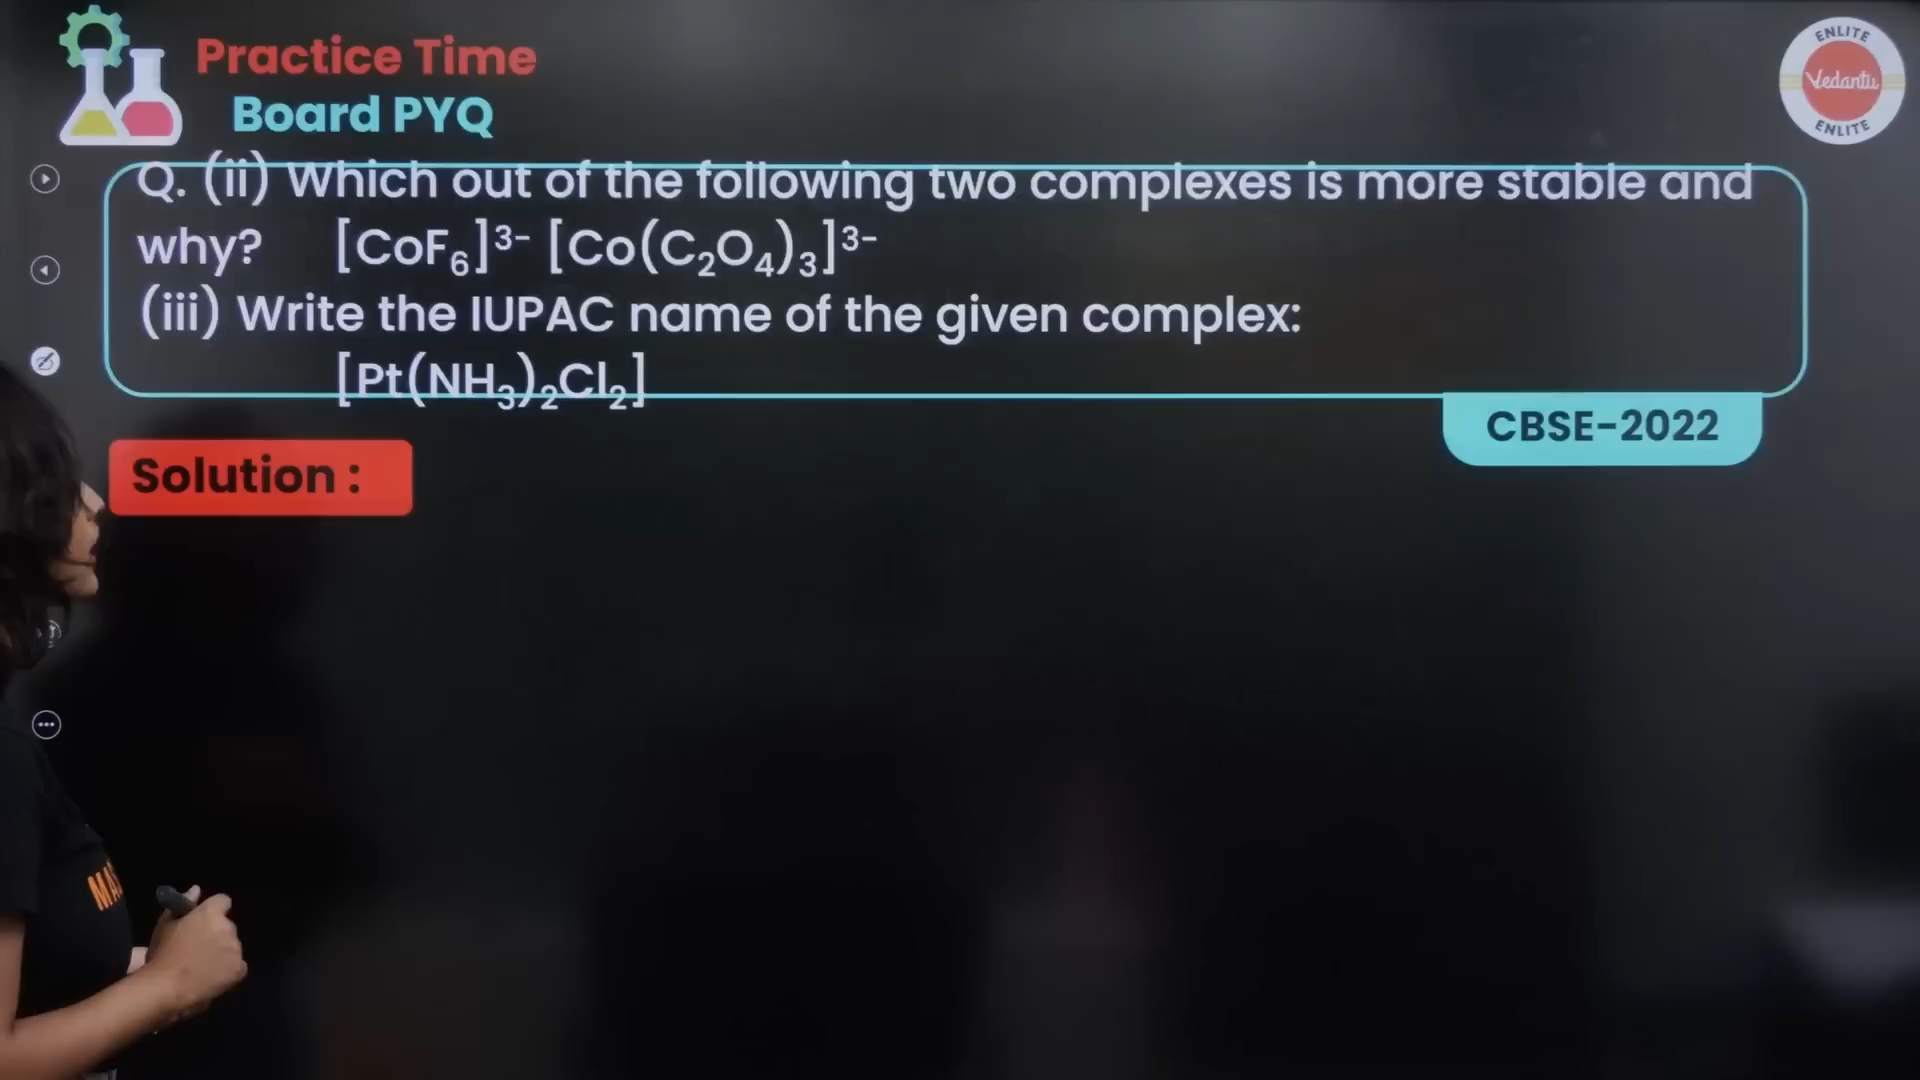 Practice Time
Board PYQ
ENLITE
Vedantu
ENLITE
Q. (ii) Which out of the following two complexes is more stable and
why? [CoF₆]³⁻ [Co(C₂O₄)₃]³⁻
(iii) Write the IUPAC name of the given complex:
[Pt(NH₃)₂Cl₂]
CBSE-2022
Solution :